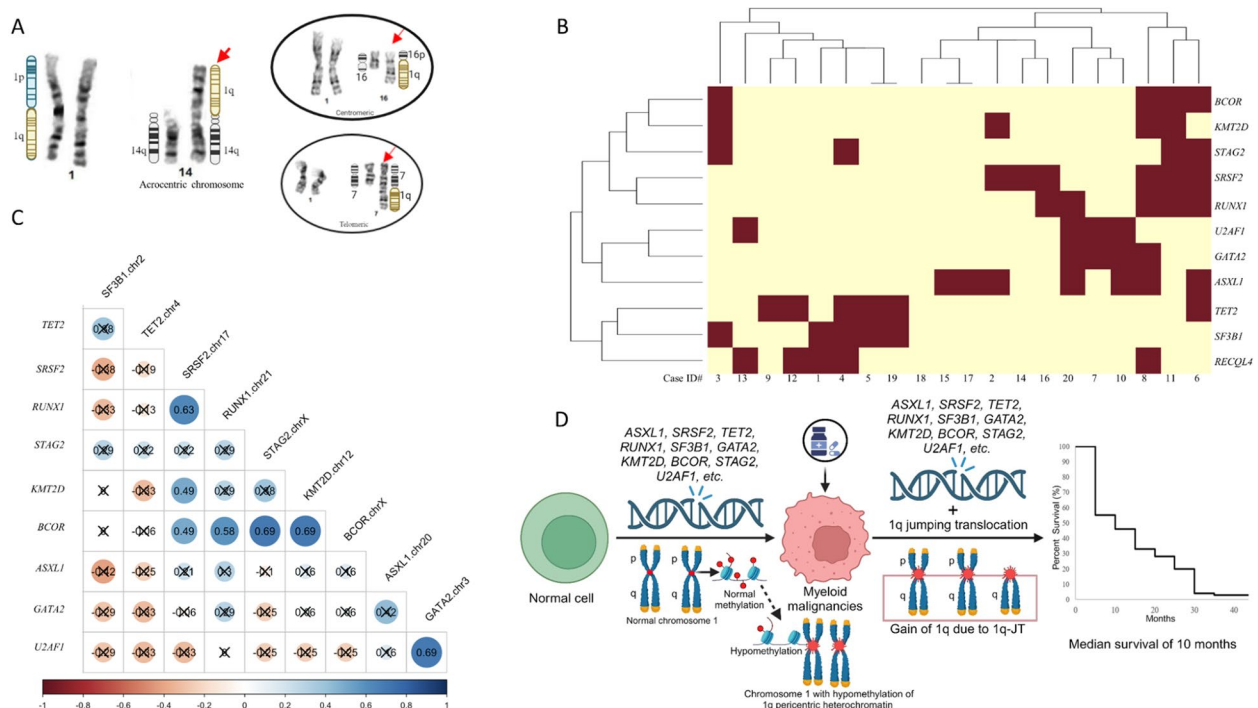 A
1p
1q
1
14q
1q
14q
14
Acrocentric chromosome
16p
16
1q
1
16
Centromeric
7
7
1q
1
7
Telomeric
B
BCOR
KMT2D
STAG2
SRSF2
RUNX1
U2AF1
GATA2
ASXL1
TET2
SF3B1
RECQL4
Case ID# 3 13 9 12 1 4 5 19 18 15 17 2 14 16 20 7 10 8 11 6
C
SF3B1.chr2
TET2.chr4
SRSF2.chr17
RUNX1.chr21
STAG2.chrX
KMT2D.chr12
BCOR.chrX
ASXL1.chr20
GATA2.chr3
TET2
SRSF2
RUNX1 0.63
STAG2
KMT2D 0.49
BCOR 0.49 0.58 0.69 0.69
ASXL1
GATA2
U2AF1 0.69
-1 -0.8 -0.6 -0.4 -0.2 0 0.2 0.4 0.6 0.8 1
D
ASXL1, SRSF2, TET2,
RUNX1, SF3B1, GATA2,
KMT2D, BCOR, STAG2,
U2AF1, etc.
Normal cell
p
q
p
q
Normal chromosome 1
Normal
methylation
Hypomethylation
Myeloid
malignancies
Chromosome 1 with hypomethylation of
1q pericentric heterochromatin
ASXL1, SRSF2, TET2,
RUNX1, SF3B1, GATA2,
KMT2D, BCOR, STAG2,
U2AF1, etc.
+
1q jumping translocation
p
q
p
q
q
Gain of 1q due to 1q-JT
Percent Survival (%)
100
90
80
70
60
50
40
30
20
10
0
0 10 20 30 40
Months
Median survival of 10 months